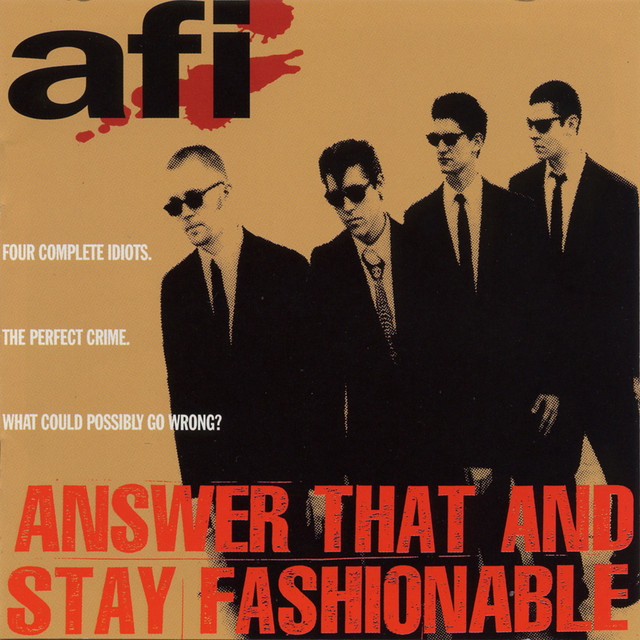 afi
FOUR COMPLETE IDIOTS.
THE PERFECT CRIME.
WHAT COULD POSSIBLY GO WRONG?
ANSWER THAT AND
STAY FASHIONABLE